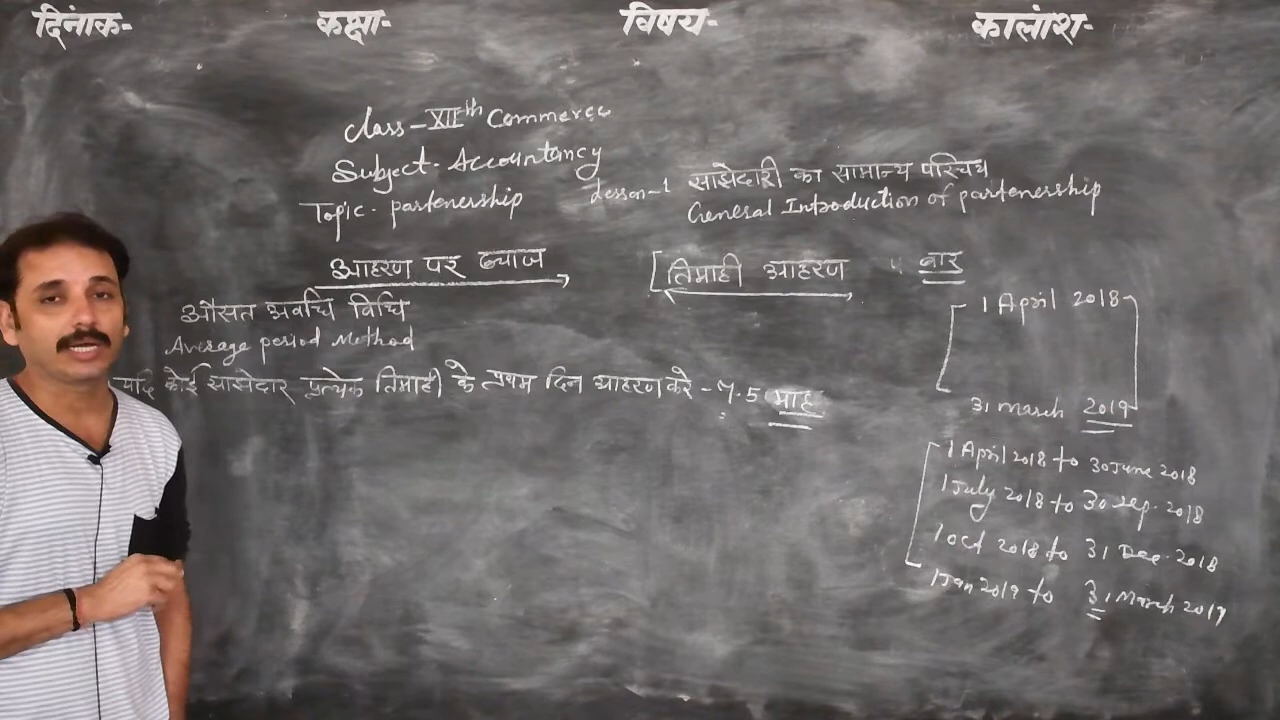 दिनांक- कक्षा- विषय- कालांश-
Class-XIIth Commerce
Subject. Accountancy
Topic. partenership
Lesson-1 साझेदारी का सामान्य परिचय
General Introduction of partenership
आहरण पर ब्याज
[तिमाही आहरण " बार
औसत अवधि विधि
Average period Method
यदि कोई साझेदार प्रत्येक तिमाही के प्रथम दिन आहरण करे - 7.5 माह
1 April 2018
31 March 2019
1 April 2018 to 30 June 2018
1 July 2018 to 30 Sep. 2018
1 Oct 2018 to 31 Dec. 2018
1 Jan 2019 to 31 March 2019